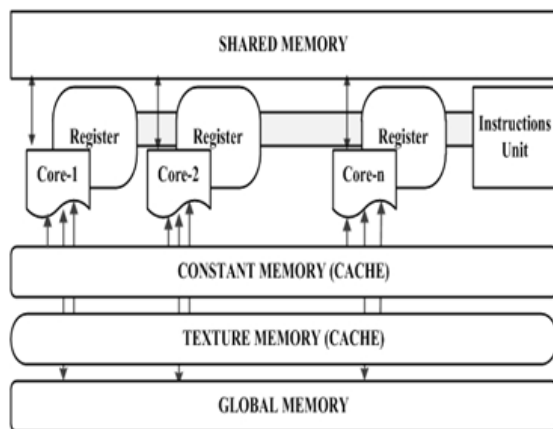 SHARED MEMORY
Register
Register
Register
Instructions
Unit
Core-1
Core-2
Core-n
CONSTANT MEMORY (CACHE)
TEXTURE MEMORY (CACHE)
GLOBAL MEMORY